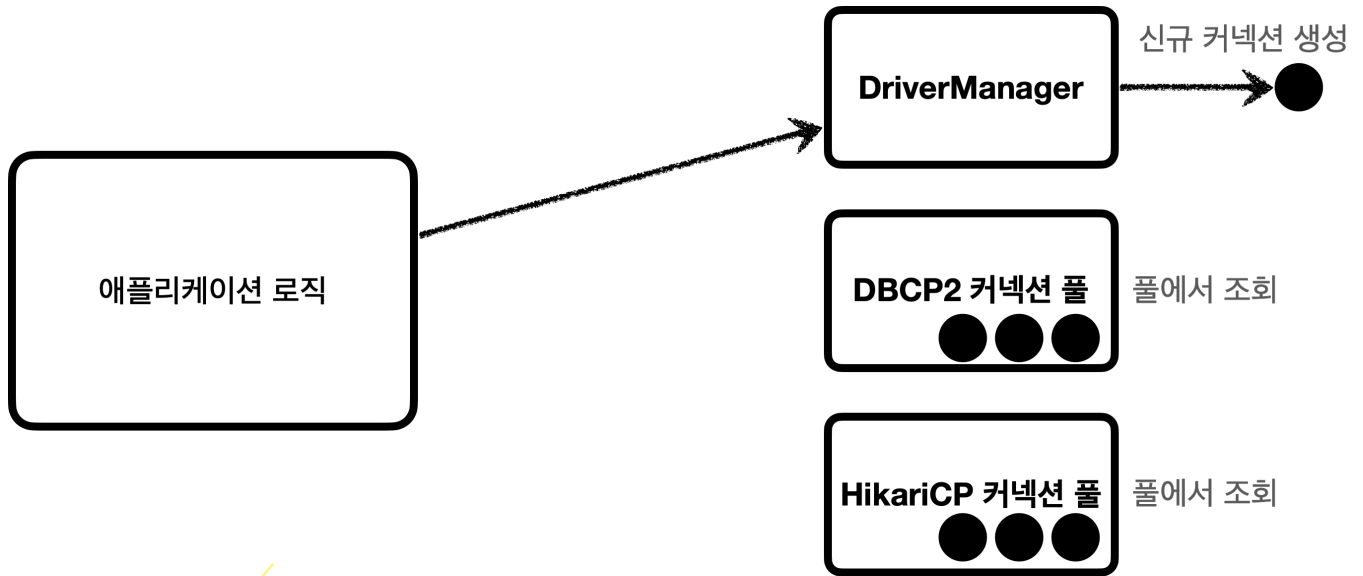 신규 커넥션 생성
DriverManager
애플리케이션 로직
DBCP2 커넥션 풀
풀에서 조회
HikariCP 커넥션 풀
풀에서 조회